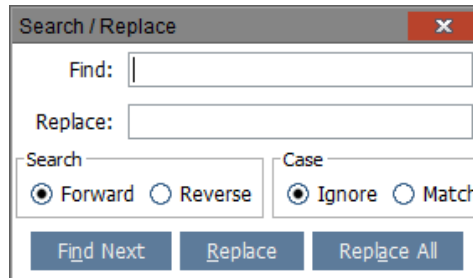 Search / Replace
Find:
Replace:
Search Case
Forward Reverse Ignore Match
Find Next Replace Replace All